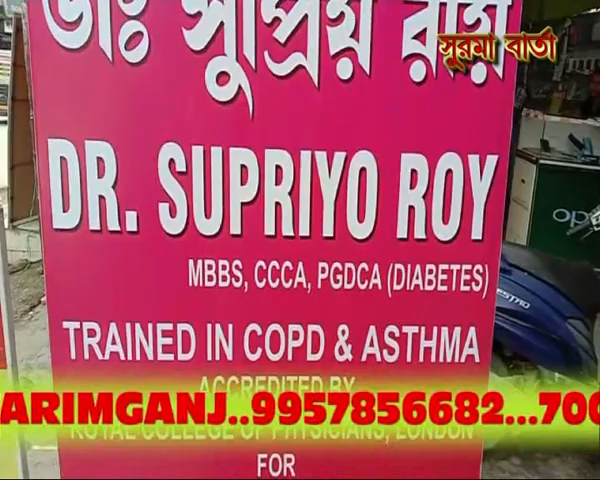 ডাঃ সুপ্রিয় রায়
সুরমা বার্তা
DR. SUPRIYO ROY
MBBS, CCCA, PGDCA (DIABETES)
TRAINED IN COPD & ASTHMA
ACCREDITED BY
ARIMGANJ..9957856682...700
ROYAL COLLEGE OF PHYSICIANS, LONDON
FOR